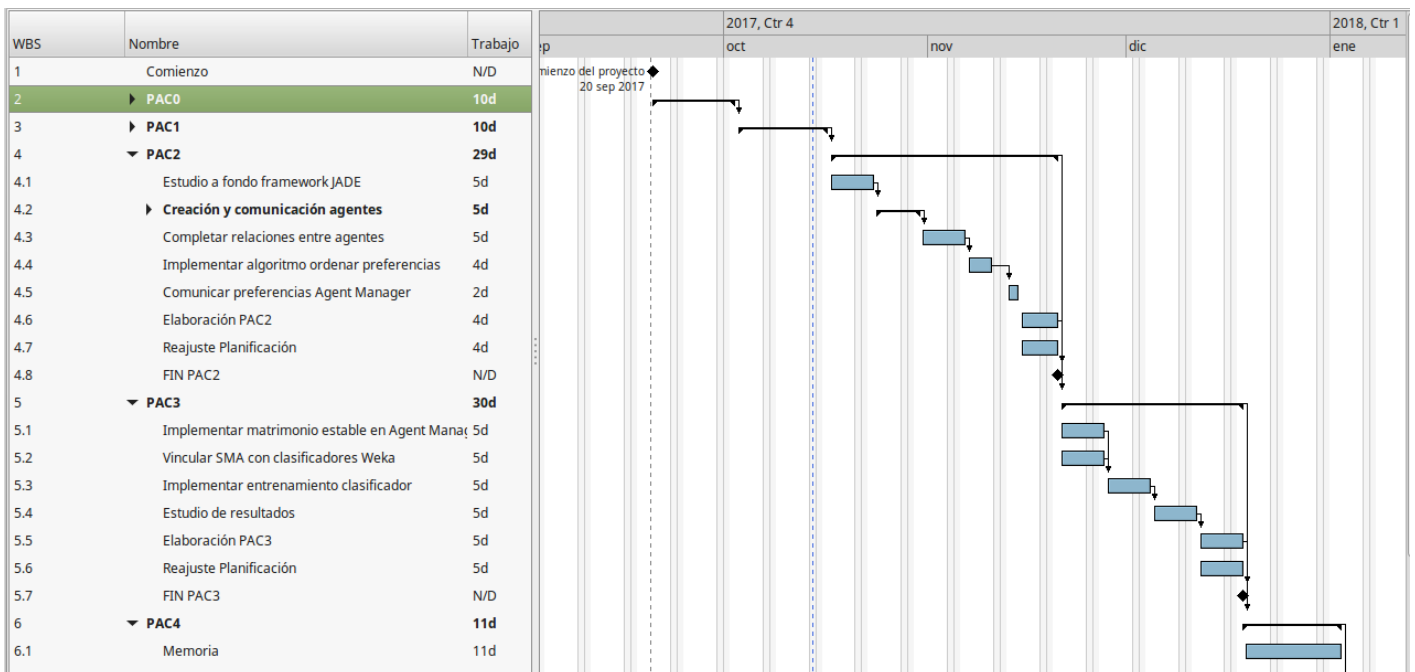 2017, Ctr 4 2018, Ctr 1
WBS Nombre Trabajo ep oct nov dic ene
1 Comienzo N/D mienzo del proyecto
20 sep 2017
2 PAC0 10d
3 PAC1 10d
4 PAC2 29d
4.1 Estudio a fondo framework JADE 5d
4.2 Creación y comunicación agentes 5d
4.3 Completar relaciones entre agentes 5d
4.4 Implementar algoritmo ordenar preferencias 4d
4.5 Comunicar preferencias Agent Manager 2d
4.6 Elaboración PAC2 4d
4.7 Reajuste Planificación 4d
4.8 FIN PAC2 N/D
5 PAC3 30d
5.1 Implementar matrimonio estable en Agent Manag 5d
5.2 Vincular SMA con clasificadores Weka 5d
5.3 Implementar entrenamiento clasificador 5d
5.4 Estudio de resultados 5d
5.5 Elaboración PAC3 5d
5.6 Reajuste Planificación 5d
5.7 FIN PAC3 N/D
6 PAC4 11d
6.1 Memoria 11d